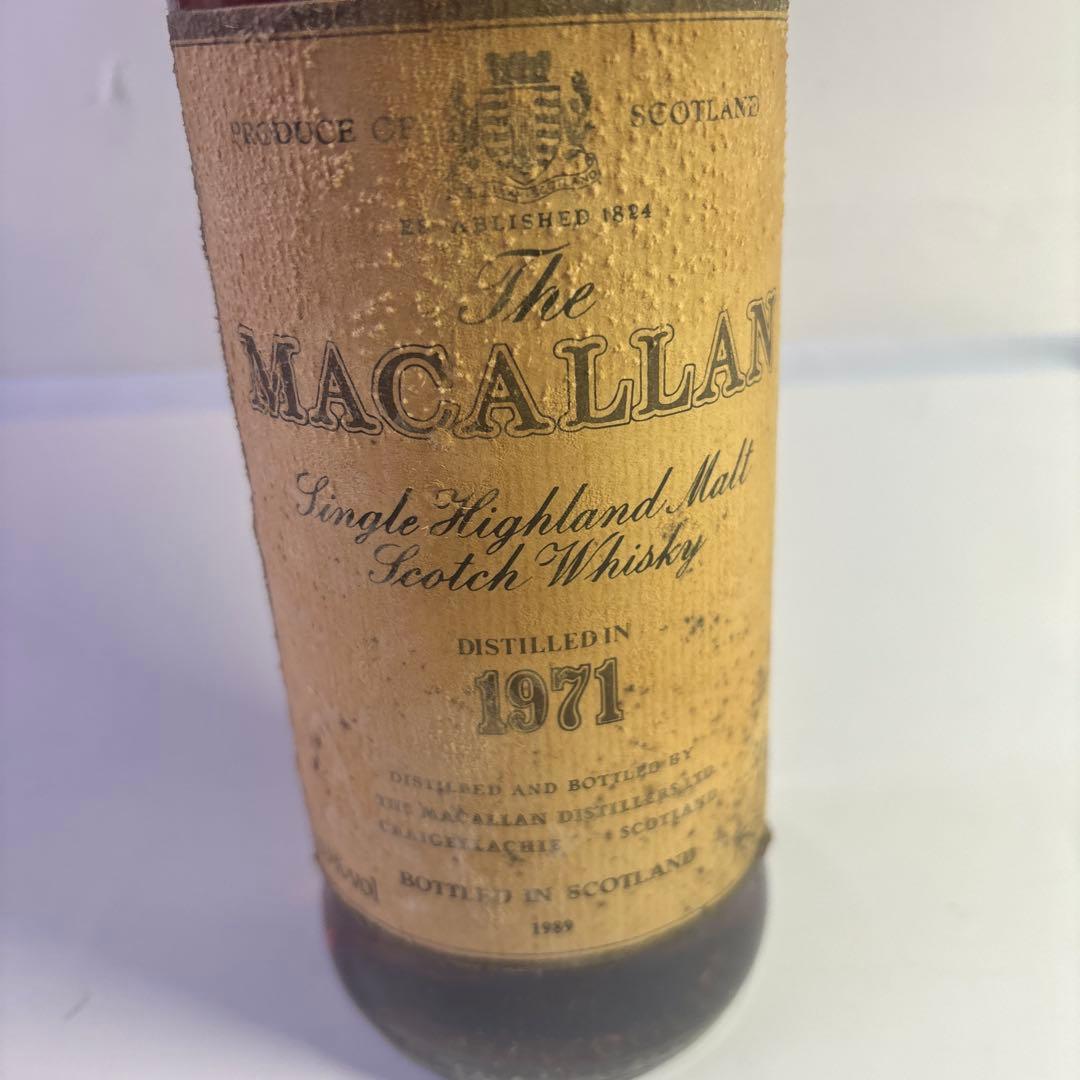 PRODUCE OF SCOTLAND
ESTABLISHED 1824
The
MACALLAN
Single Highland Malt
Scotch Whisky
DISTILLED IN
1971
DISTILLED AND BOTTLED BY
THE MACALLAN DISTILLERS LTD.
CRAIGELLACHIE SCOTLAND
BOTTLED IN SCOTLAND
1989